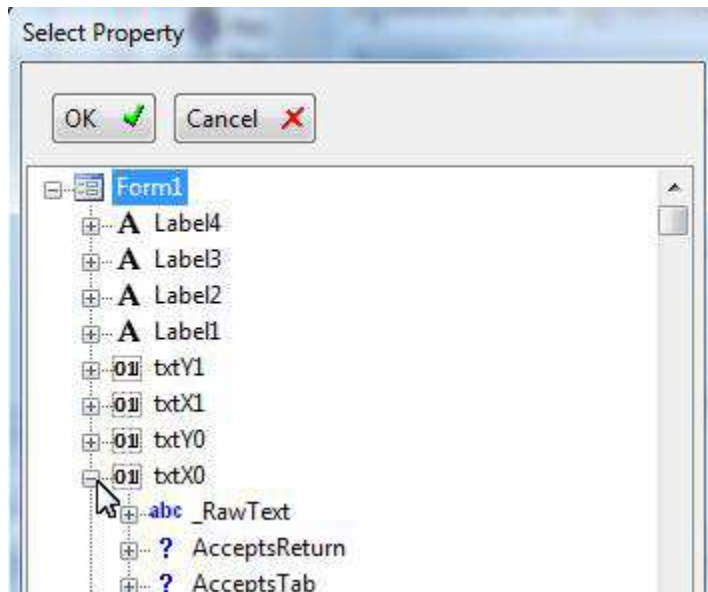 Select Property
OK Cancel
Form1
A Label4
A Label3
A Label2
A Label1
01 txtY1
01 txtX1
01 txtY0
01 txtX0
abc _RawText
? AcceptsReturn
? AcceptsTab